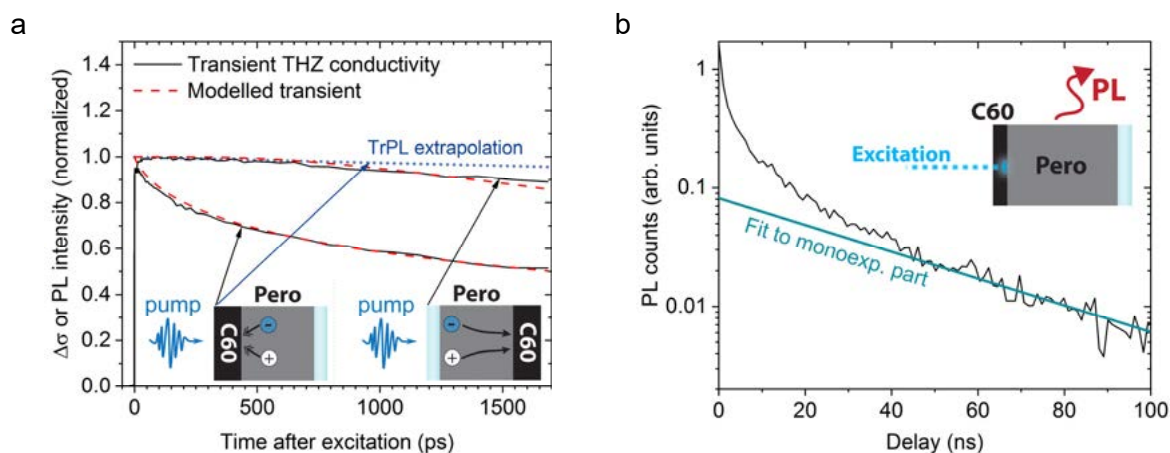 a
Δσ or PL intensity (normalized)
1.4
1.2
1.0
0.8
0.6
0.4
0.2
0.0
Transient THZ conductivity
Modelled transient
TrPL extrapolation
pump
Pero
C60
-
+
pump
Pero
C60
-
+
0
500
1000
1500
Time after excitation (ps)
b
PL counts (arb. units)
1
0.1
0.01
PL
C60
Excitation
Pero
Fit to monoexp. part
0
20
40
60
80
100
Delay (ns)